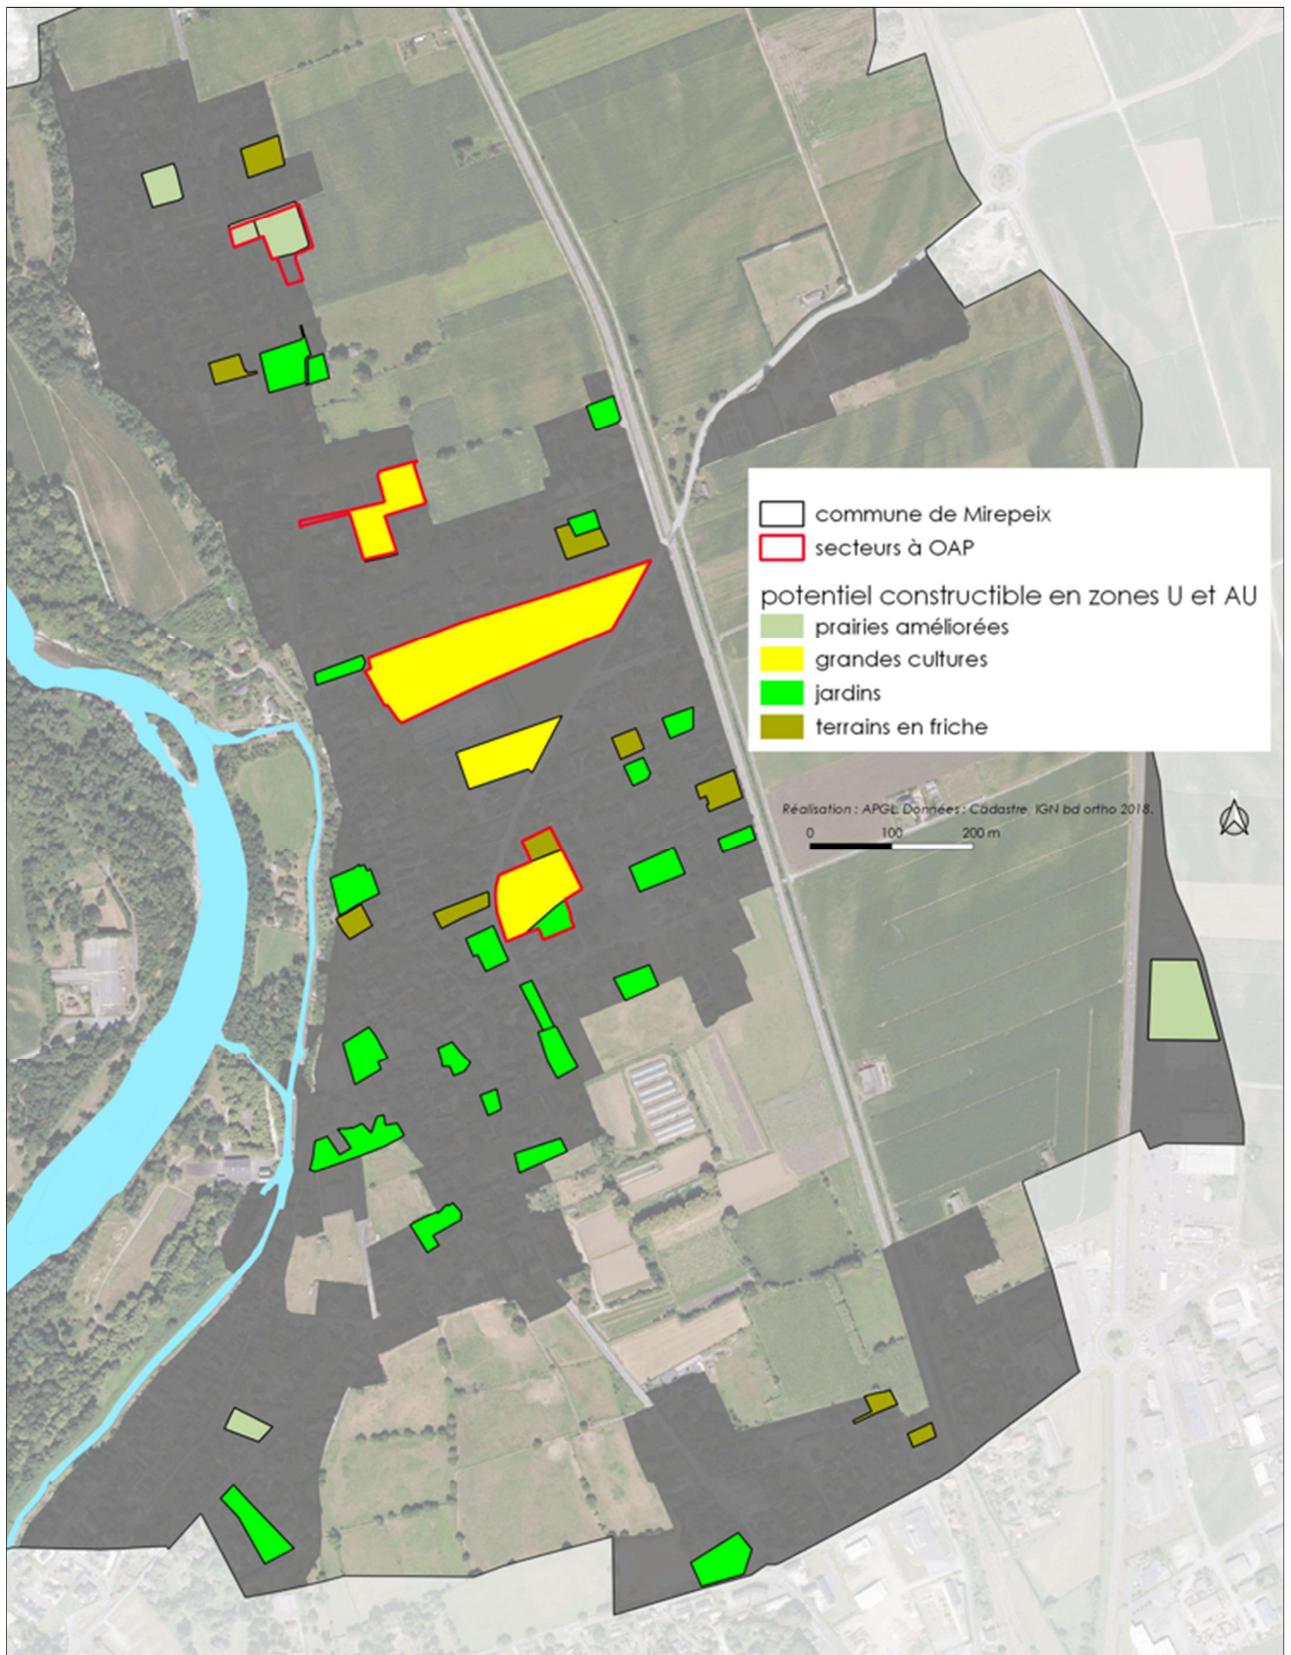 commune de Mirepeix
secteurs à OAP
potentiel constructible en zones U et AU
prairies améliorées
grandes cultures
jardins
terrains en friche
Réalisation : APGL Données : Cadastre, IGN bd ortho 2018.
0 100 200 m